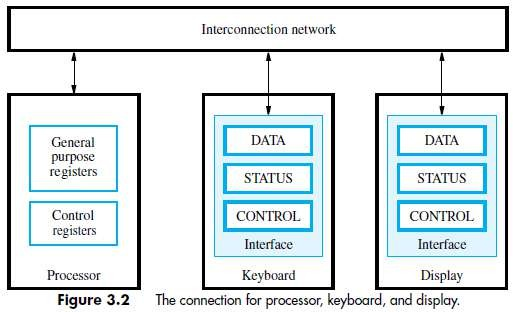 Interconnection network
General
purpose
registers
Control
registers
Processor
DATA
STATUS
CONTROL
Interface
Keyboard
DATA
STATUS
CONTROL
Interface
Display
Figure 3.2 The connection for processor, keyboard, and display.